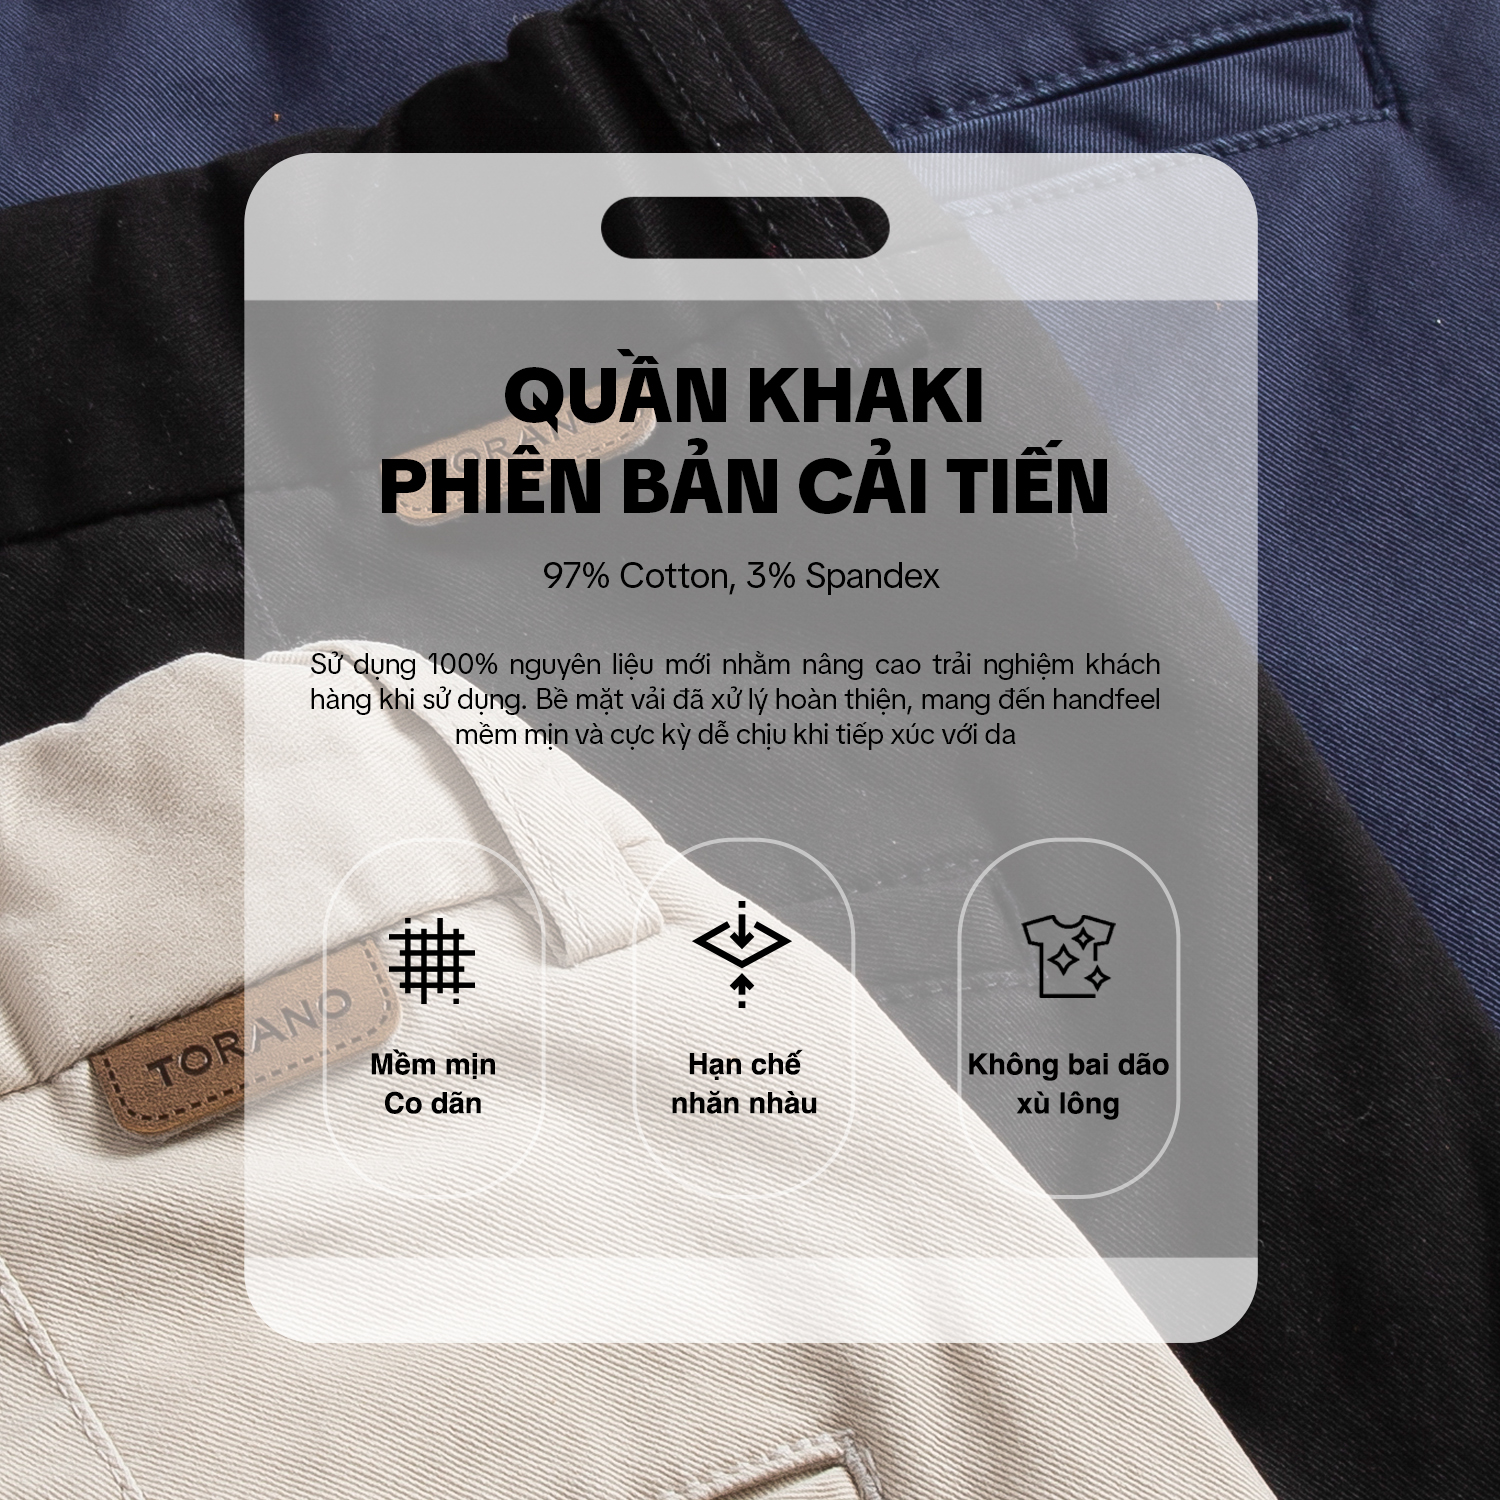 QUẦN KHAKI
PHIÊN BẢN CẢI TIẾN
TORANO
97% Cotton, 3% Spandex
Sử dụng 100% nguyên liệu mới nhằm nâng cao trải nghiệm khách
hàng khi sử dụng. Bề mặt vải đã xử lý hoàn thiện, mang đến handfeel
mềm mịn và cực kỳ dễ chịu khi tiếp xúc với da
TORANO
Mềm mịn
Co dãn
Hạn chế
nhăn nhàu
Không bai dão
xù lông